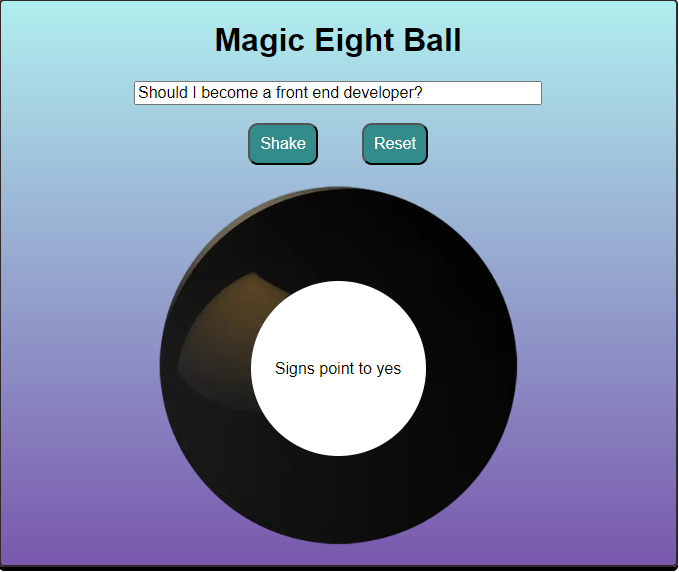 Magic Eight Ball
Should I become a front end developer?
Shake Reset
Signs point to yes